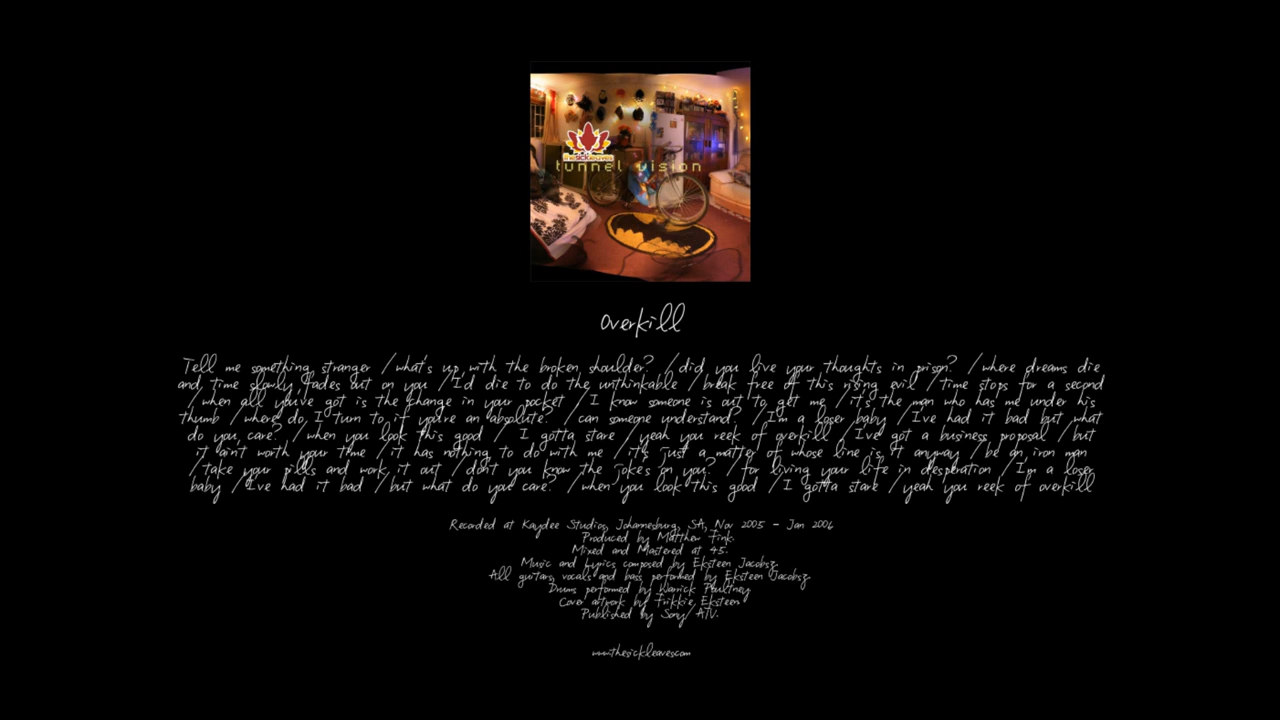 thesickleaves
tunnel vision
Overkill
Tell me something stranger /what's up with the broken shoulder? /did you live your thoughts in prison? /where dreams die
and time slowly fades out on you /I'd die to do the unthinkable /break free of this rising evil /time stops for a second
/when all you've got is the change in your pocket /I know someone is out to get me /it's the man who has me under his
thumb /where do I turn to if you're an absolute? /can someone understand? /I'm a loser baby /I've had it bad but what
do you care? /when you look this good / I gotta stare /yeah you reek of overkill /I've got a business proposal /but
it ain't worth your time /it has nothing to do with me /it's just a matter of whose line is it anyway /be an iron man
/take your pills and work it out /don't you know the jokes on you? /for living your life in desperation /I'm a loser
baby /I've had it bad /but what do you care? /when you look this good /I gotta stare /yeah you reek of overkill
Recorded at Kaydee Studios, Johannesburg, SA, Nov 2005 - Jan 2006
Produced by Matthew Fink.
Mixed and Mastered at 45.
Music and Lyrics composed by Eksteen Jacobsz.
All guitars, vocals and bass performed by Eksteen Jacobsz.
Drums performed by Warrick Poultney
Cover artwork by Frikkie Eksteen
Published by Sony/ ATV.
www.thesickleaves.com